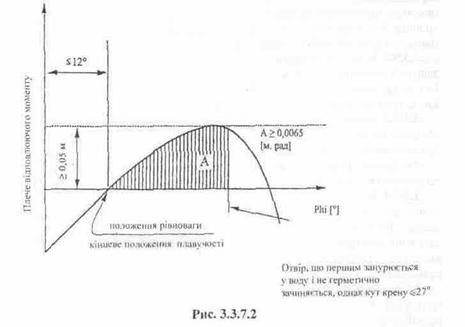 ≤12°
Плече відновлюючого моменту
≥ 0,05 м
A ≥ 0,0065
[м. рад]
A
Phi [°]
положення рівноваги
кінцеве положення плавучості
Отвір, що першим занурюється
у воду і не герметично
зачиняється, однак кут крену ≤27°
Рис. 3.3.7.2